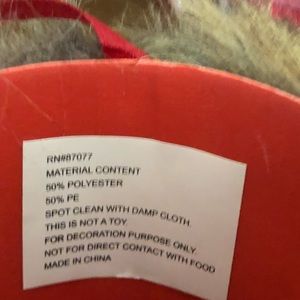 RN#87077
MATERIAL CONTENT
50% POLYESTER
50% PE
SPOT CLEAN WITH DAMP CLOTH.
THIS IS NOT A TOY.
FOR DECORATION PURPOSE ONLY.
NOT FOR DIRECT CONTACT WITH FOOD
MADE IN CHINA